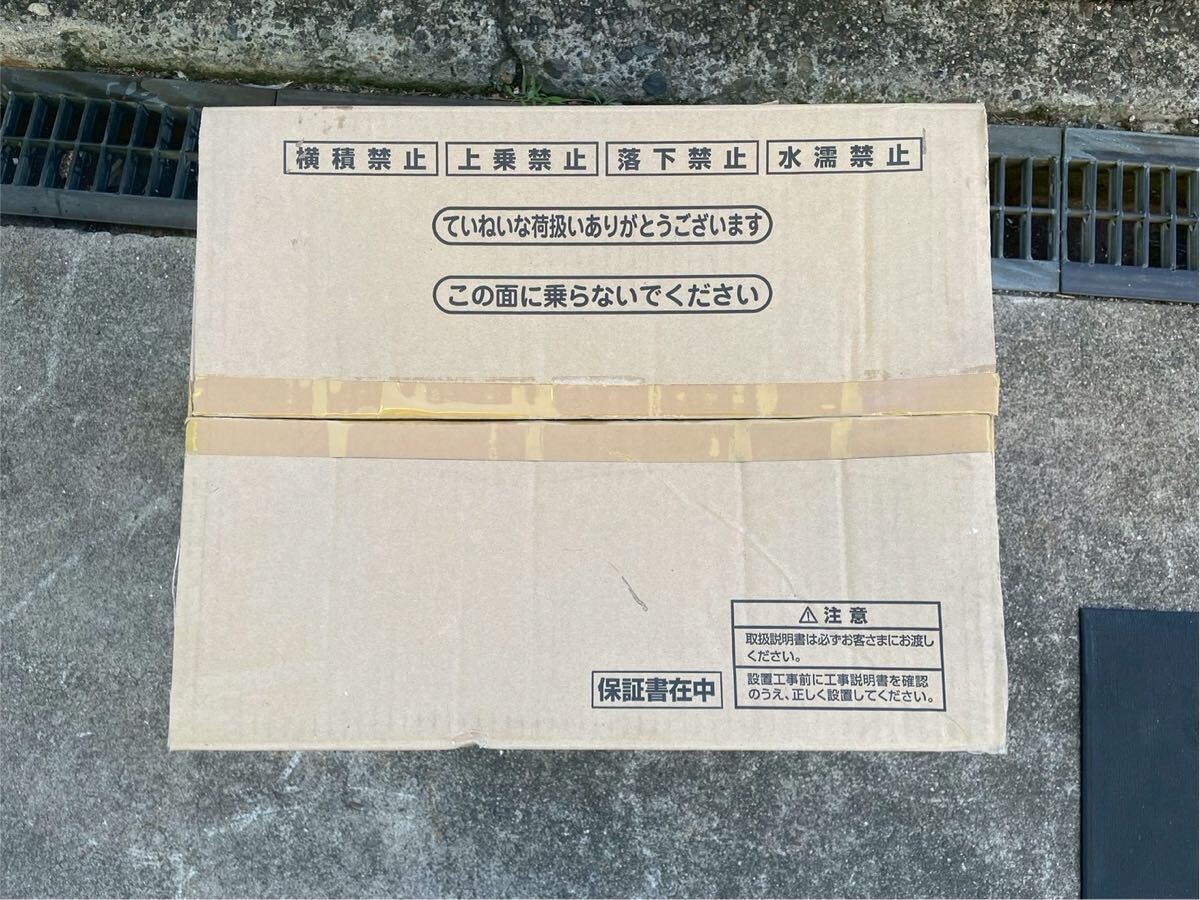 横積禁止 上乗禁止 落下禁止 水濡禁止
ていねいな荷扱いありがとうございます
この面に乗らないでください
⚠注意
取扱説明書は必ずお客さまにお渡し
ください。
設置工事前に工事説明書を確認
のうえ、正しく設置してください。
保証書在中